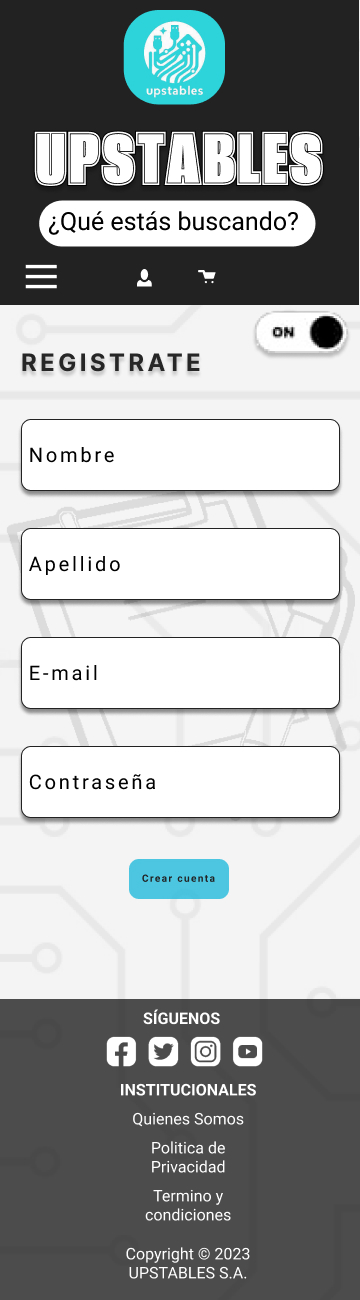 upstables
UPSTABLES
¿Qué estás buscando?
ON
REGISTRATE
Nombre
Apellido
E-mail
Contraseña
Crear cuenta
SÍGUENOS
INSTITUCIONALES
Quienes Somos
Politica de
Privacidad
Termino y
condiciones
Copyright © 2023
UPSTABLES S.A.